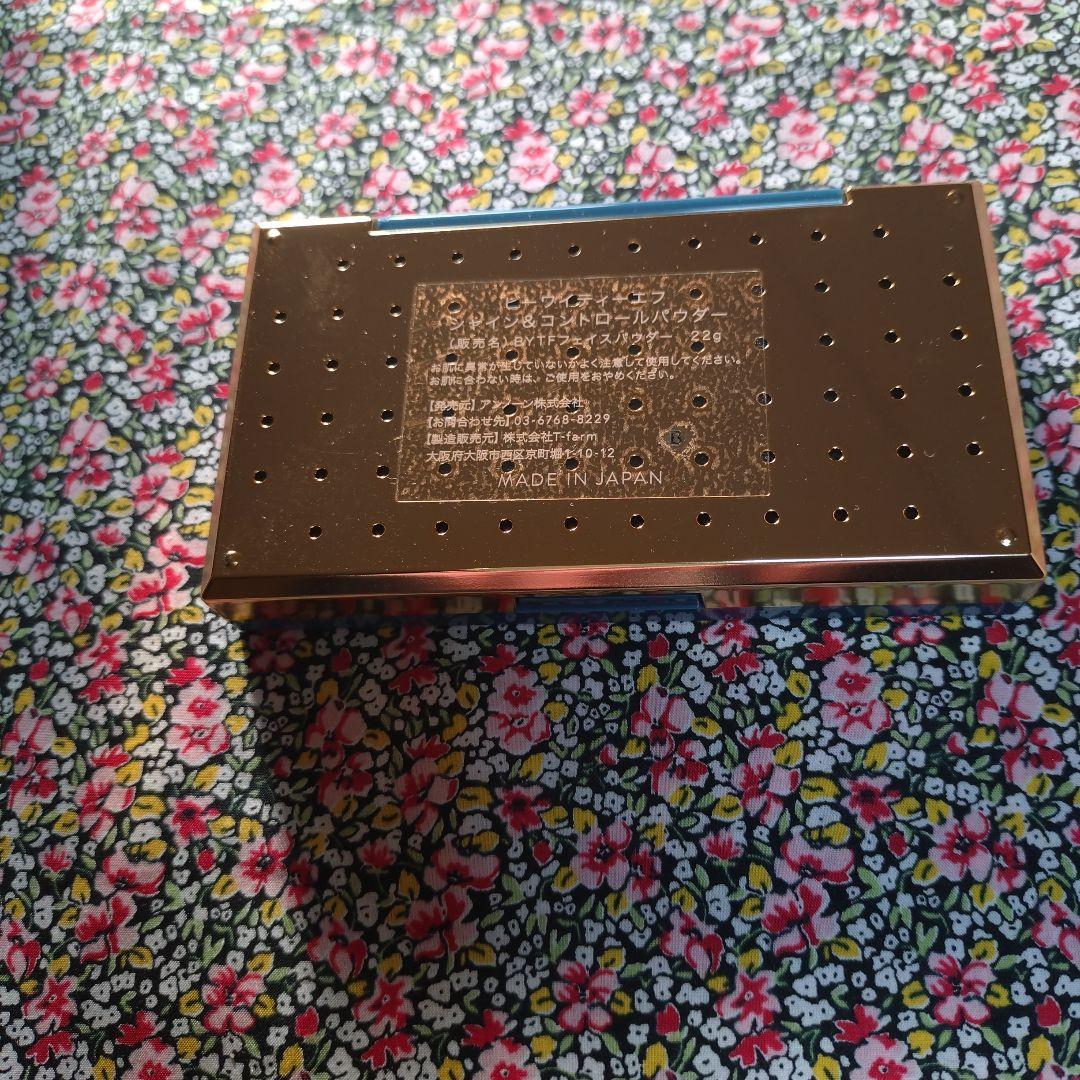 ビーワイティーエフ
シャイン&コントロールパウダー
(販売名) BYTFフェイスパウダー 22g
お肌に異常が生じていないかよく注意して使用してください。
お肌に合わない時は、ご使用をおやめください。
【発売元】 株式会社
【お問合わせ先】 03-6768-8229
【製造販売元】 株式会社T-farm
大阪府大阪市西区京町堀1-10-12
B
MADE IN JAPAN